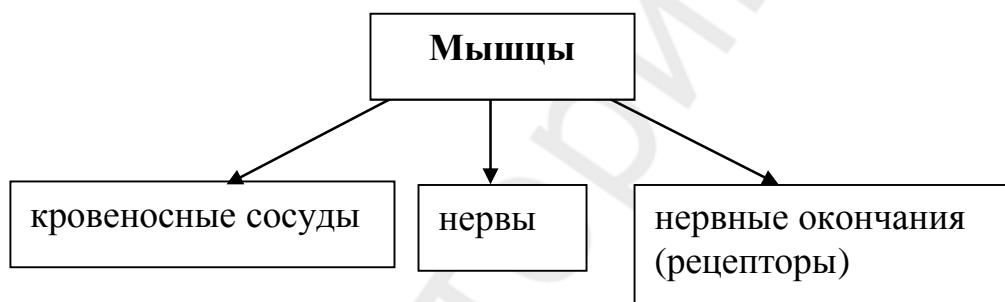 Мышцы
кровеносные сосуды
нервы
нервные окончания
(рецепторы)